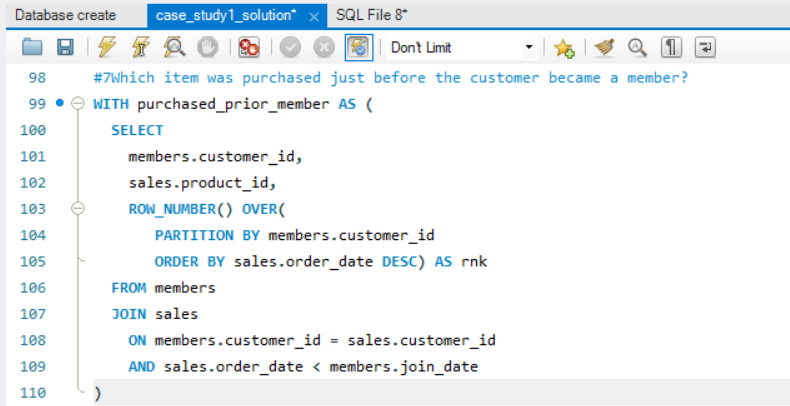 Database create case_study1_solution* × SQL File 8*
Don't Limit
98 #7Which item was purchased just before the customer became a member?
99 WITH purchased_prior_member AS (
100 SELECT
101 members.customer_id,
102 sales.product_id,
103 ROW_NUMBER() OVER(
104 PARTITION BY members.customer_id
105 ORDER BY sales.order_date DESC) AS rnk
106 FROM members
107 JOIN sales
108 ON members.customer_id = sales.customer_id
109 AND sales.order_date < members.join_date
110 )